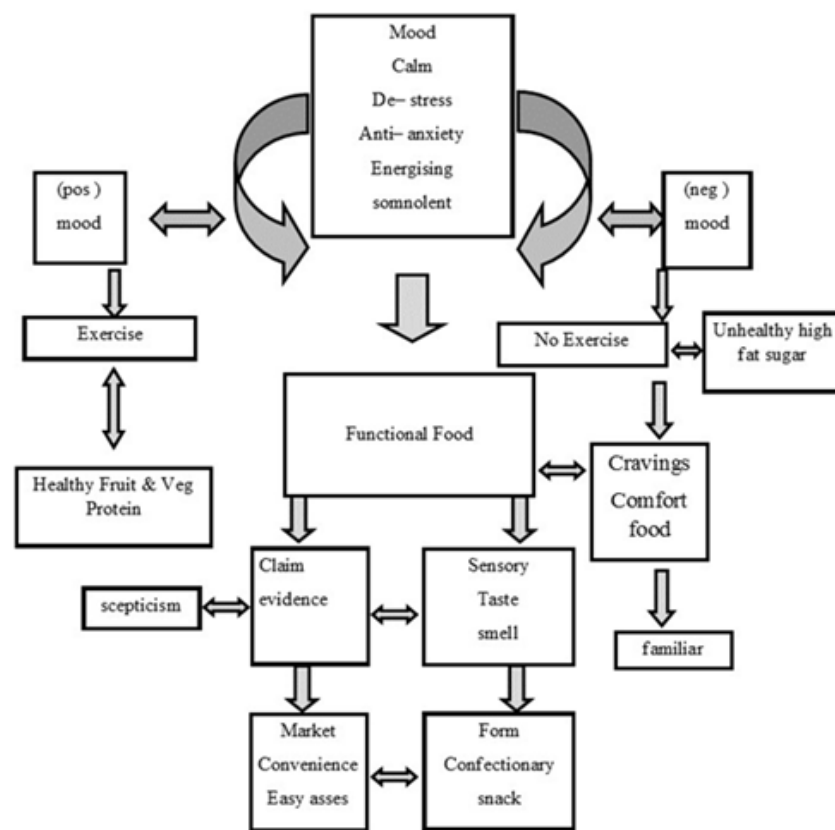 Mood
Calm
De– stress
Anti– anxiety
Energising
somnolent
(pos )
mood
(neg )
mood
Exercise
No Exercise
Unhealthy high
fat sugar
Functional Food
Cravings
Comfort
food
Healthy Fruit & Veg
Protein
Claim
evidence
Sensory
Taste
smell
scepticism
familiar
Market
Convenience
Easy asses
Form
Confectionary
snack